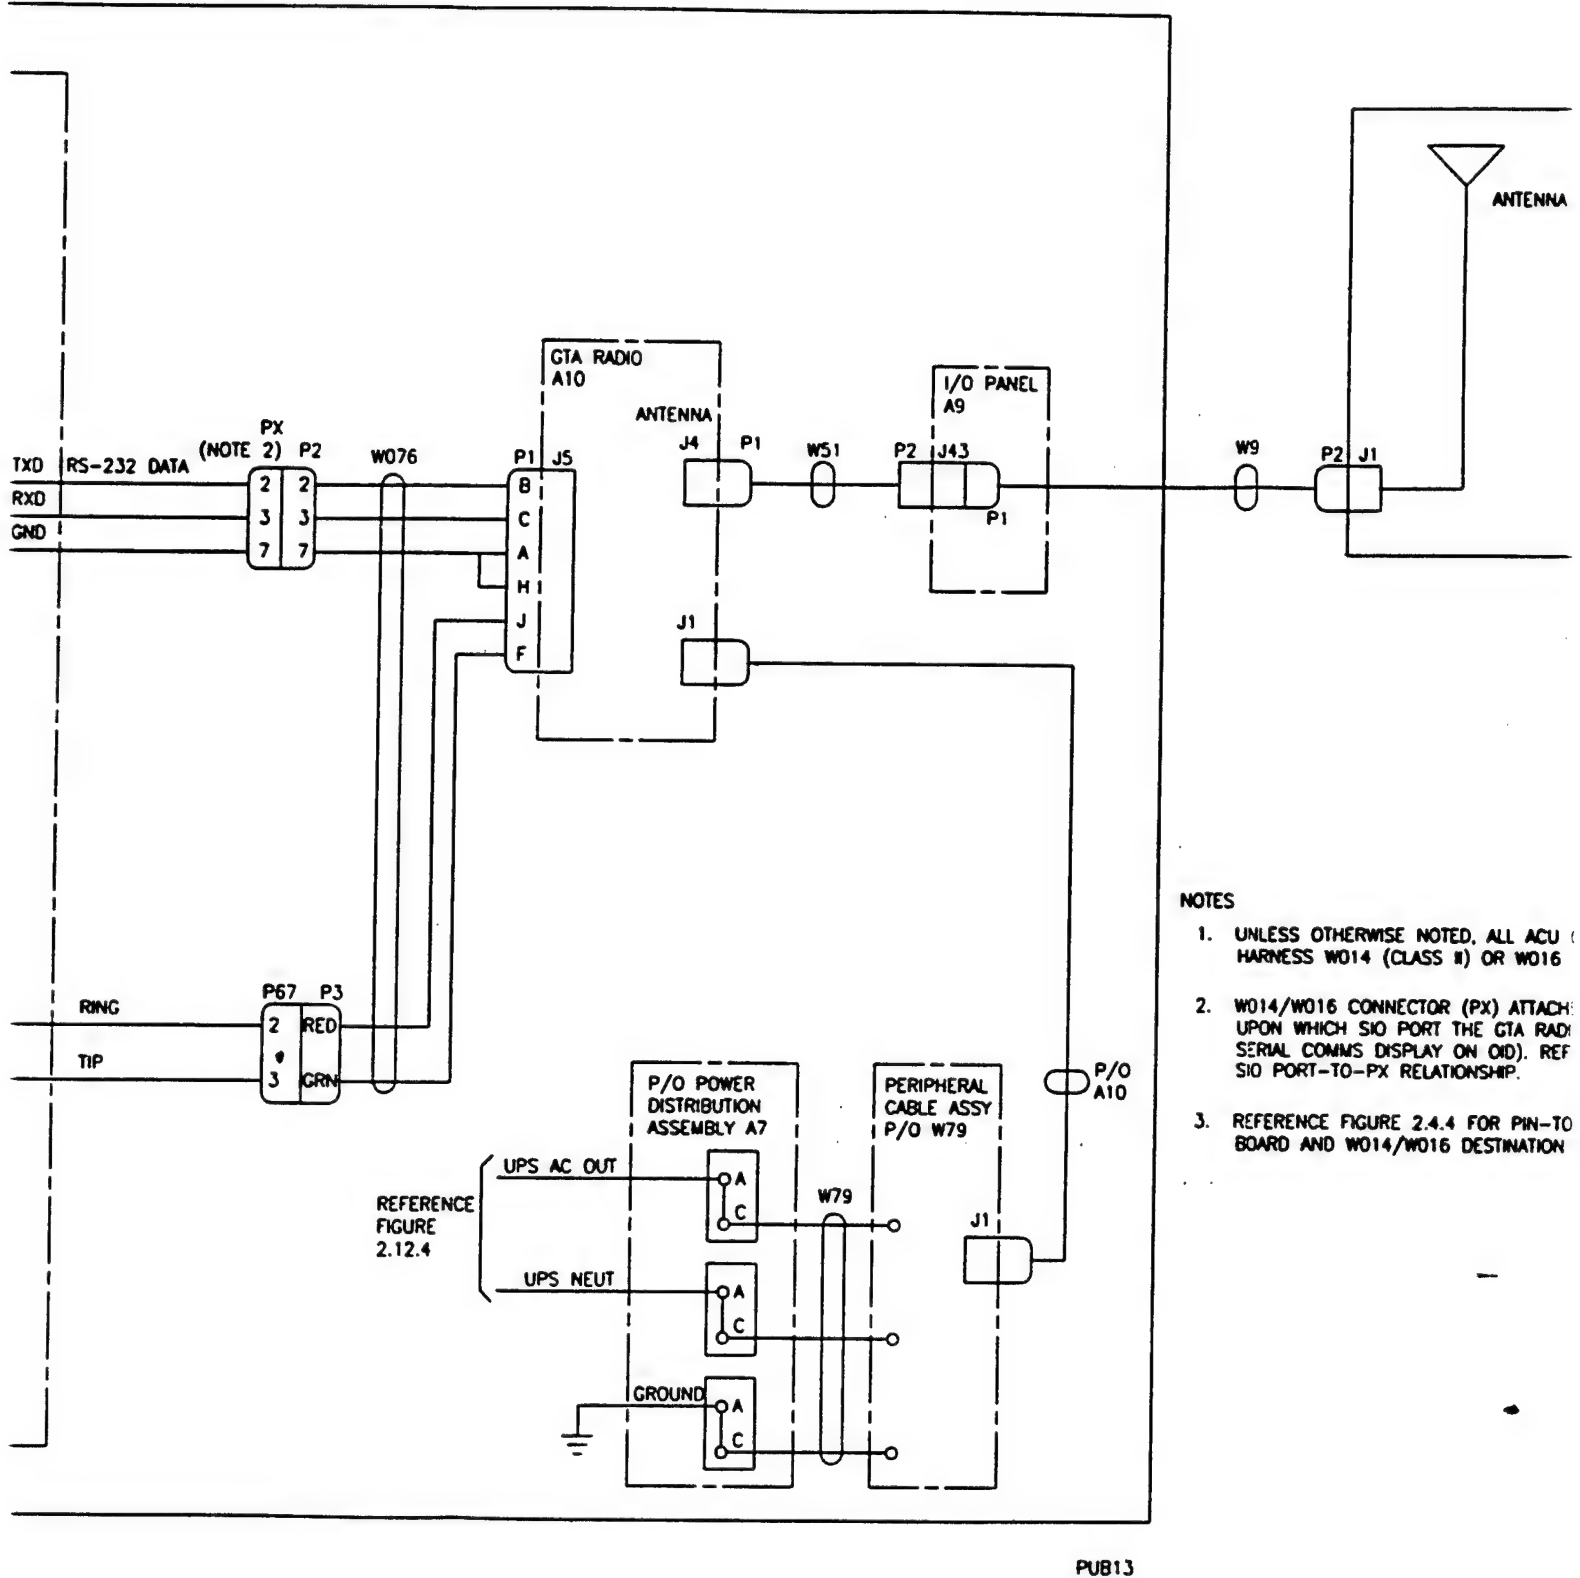 ANTENNA
GTA RADIO
A10
ANTENNA
I/O PANEL
A9
PX
(NOTE 2)
P2
W076
P1
J5
J4
P1
W51
P2
J43
P1
W9
P2
J1
TXD
RS-232 DATA
RXD
GND
2
2
3
3
7
7
B
C
A
H
J
F
J1
NOTES
1. UNLESS OTHERWISE NOTED, ALL ACU
HARNESS W014 (CLASS II) OR W016
2. W014/W016 CONNECTOR (PX) ATTACH
UPON WHICH SIO PORT THE GTA RADI
SERIAL COMMS DISPLAY ON OID). REF
SIO PORT-TO-PX RELATIONSHIP.
3. REFERENCE FIGURE 2.4.4 FOR PIN-TO
BOARD AND W014/W016 DESTINATION
P67
P3
RING
2
RED
TIP
3
GRN
P/O
A10
P/O POWER
DISTRIBUTION
ASSEMBLY A7
PERIPHERAL
CABLE ASSY
P/O W79
REFERENCE
FIGURE
2.12.4
UPS AC OUT
A
C
W79
J1
UPS NEUT
A
C
GROUND
A
C
PUB13